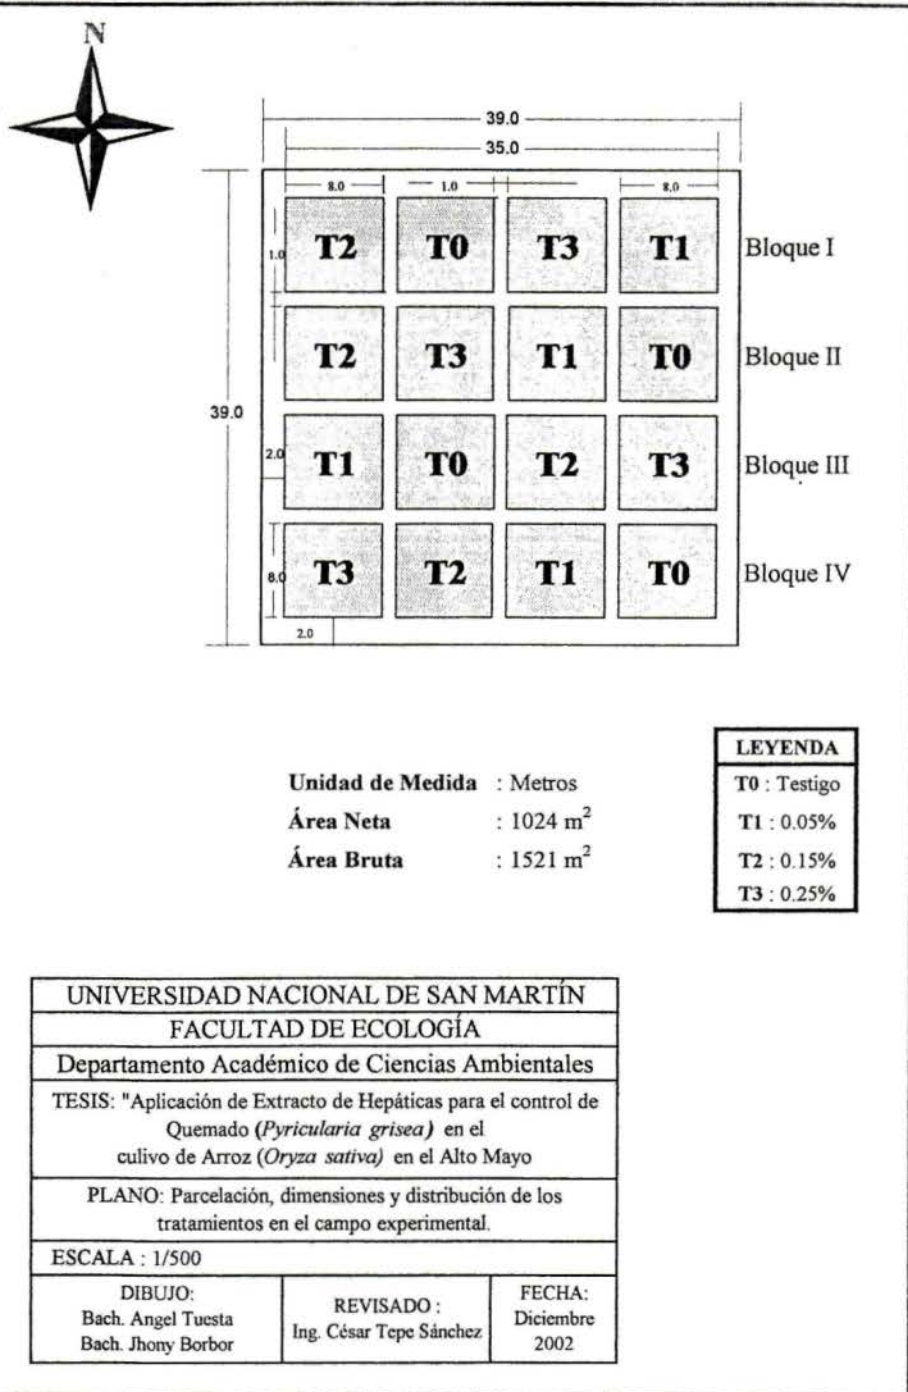 N
39.0
35.0
8.0 1.0 8.0
1.0
T2 T0 T3 T1 Bloque I
T2 T3 T1 T0 Bloque II
39.0
2.0
T1 T0 T2 T3 Bloque III
8.0
T3 T2 T1 T0 Bloque IV
2.0
Unidad de Medida : Metros
Área Neta : 1024 m²
Área Bruta : 1521 m²
LEYENDA
T0 : Testigo
T1 : 0.05%
T2 : 0.15%
T3 : 0.25%
UNIVERSIDAD NACIONAL DE SAN MARTÍN
FACULTAD DE ECOLOGÍA
Departamento Académico de Ciencias Ambientales
TESIS: "Aplicación de Extracto de Hepáticas para el control de
Quemado (Pyricularia grisea) en el
culivo de Arroz (Oryza sativa) en el Alto Mayo
PLANO: Parcelación, dimensiones y distribución de los
tratamientos en el campo experimental.
ESCALA : 1/500
DIBUJO:
Bach. Angel Tuesta
Bach. Jhony Borbor
REVISADO :
Ing. César Tepe Sánchez
FECHA:
Diciembre
2002